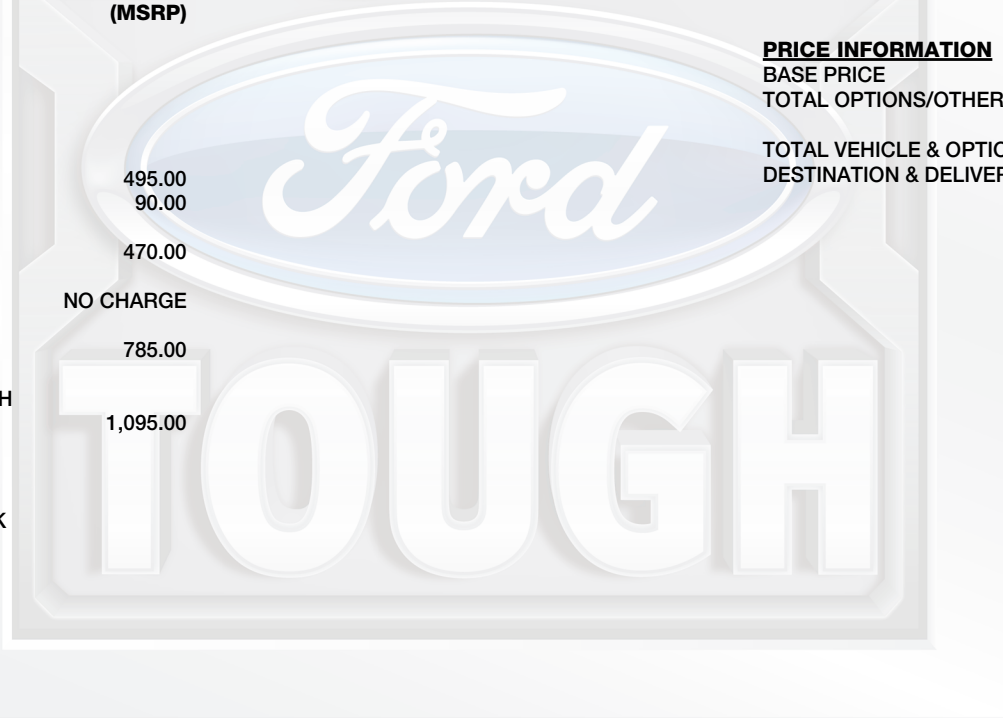 (MSRP)
PRICE INFORMATION
BASE PRICE
TOTAL OPTIONS/OTHER
TOTAL VEHICLE & OPTIO
DESTINATION & DELIVER
495.00
90.00
470.00
NO CHARGE
785.00
H
1,095.00
K
Ford
TOUGH